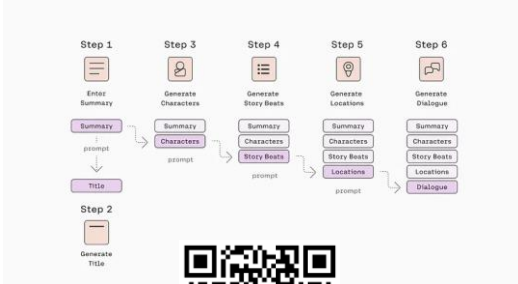 Step 1
Enter
Summary
Summary
prompt
Title
Step 2
Generate
Title
Step 3
Generate
Characters
Summary
Characters
prompt
Step 4
Generate
Story Beats
Summary
Characters
Story Beats
prompt
Step 5
Generate
Locations
Summary
Characters
Story Beats
Locations
prompt
Step 6
Generate
Dialogue
Summary
Characters
Story Beats
Locations
Dialogue